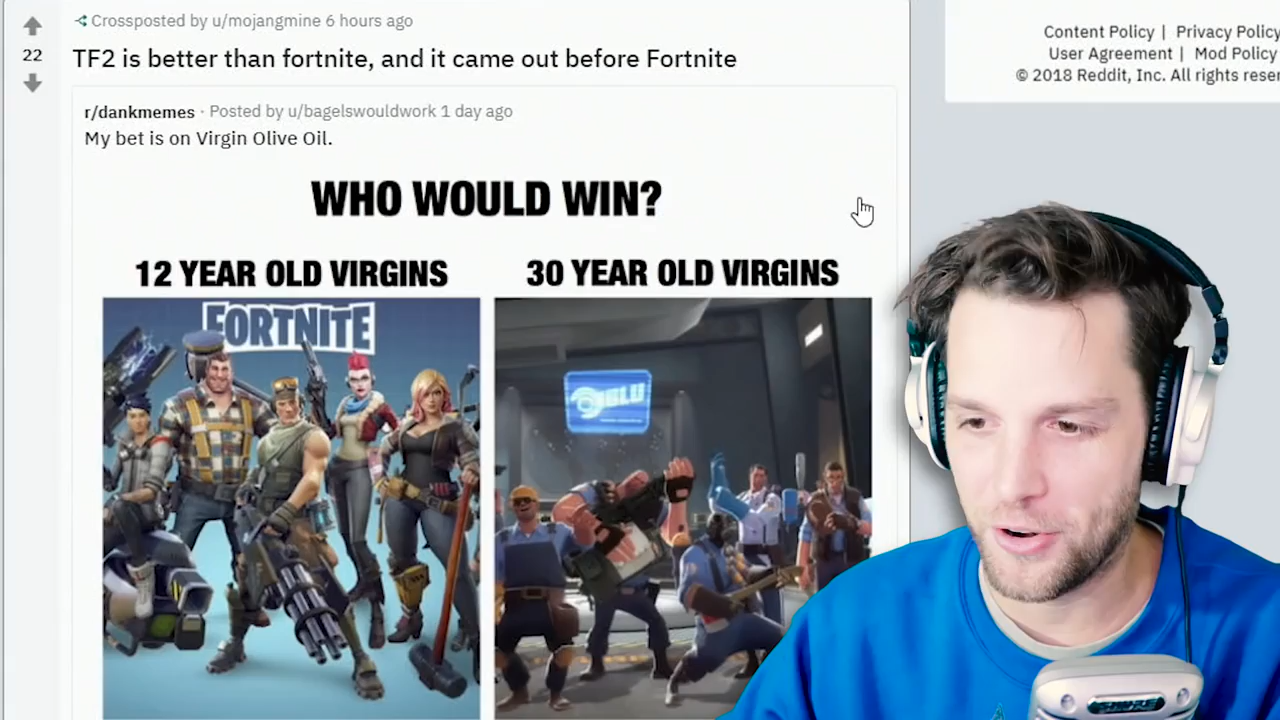 Crossposted by u/mojangmine 6 hours ago
22
TF2 is better than fortnite, and it came out before Fortnite
r/dankmemes · Posted by u/bagelswouldwork 1 day ago
My bet is on Virgin Olive Oil.
WHO WOULD WIN?
12 YEAR OLD VIRGINS
30 YEAR OLD VIRGINS
FORTNITE
BLU
Content Policy | Privacy Policy
User Agreement | Mod Policy
© 2018 Reddit, Inc. All rights reser
SHURE